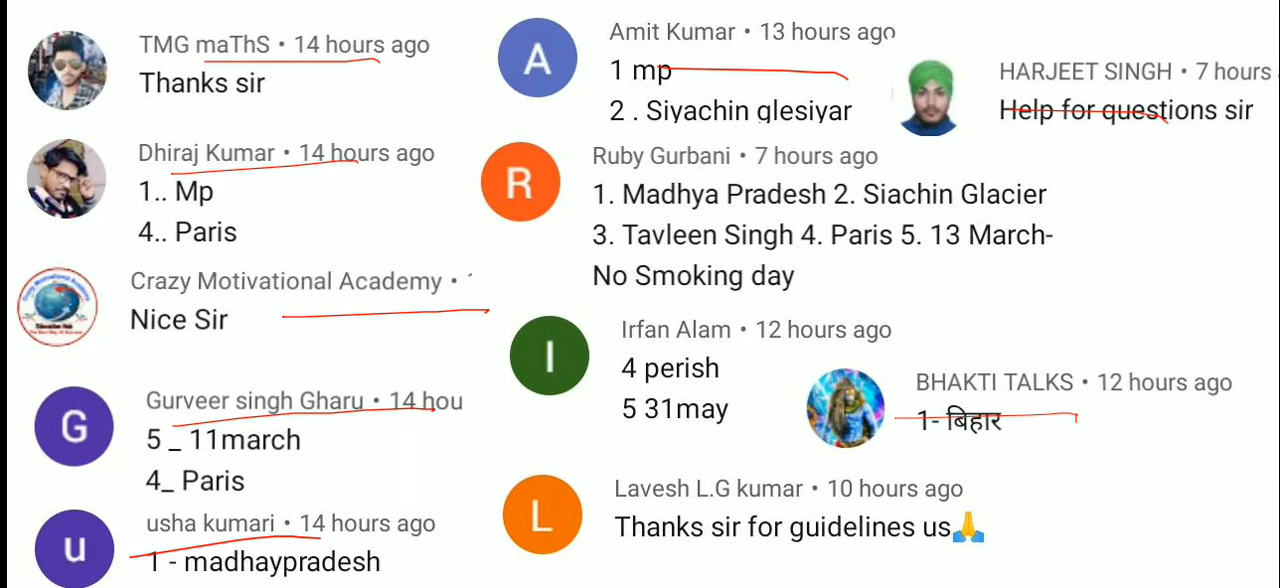 TMG maThS • 14 hours ago
Thanks sir
Dhiraj Kumar • 14 hours ago
1.. Mp
4.. Paris
Crazy Motivational Academy •
Nice Sir
Gurveer singh Gharu • 14 hou
5 _ 11march
4_ Paris
usha kumari • 14 hours ago
1 - madhaypradesh
A
Amit Kumar • 13 hours ago
1 mp
2 . Siyachin glesiyar
HARJEET SINGH • 7 hours
Help for questions sir
R
Ruby Gurbani • 7 hours ago
1. Madhya Pradesh 2. Siachin Glacier
3. Tavleen Singh 4. Paris 5. 13 March-
No Smoking day
I
Irfan Alam • 12 hours ago
4 perish
5 31may
BHAKTI TALKS • 12 hours ago
1- बिहार
L
Lavesh L.G kumar • 10 hours ago
Thanks sir for guidelines us🙏
G
u